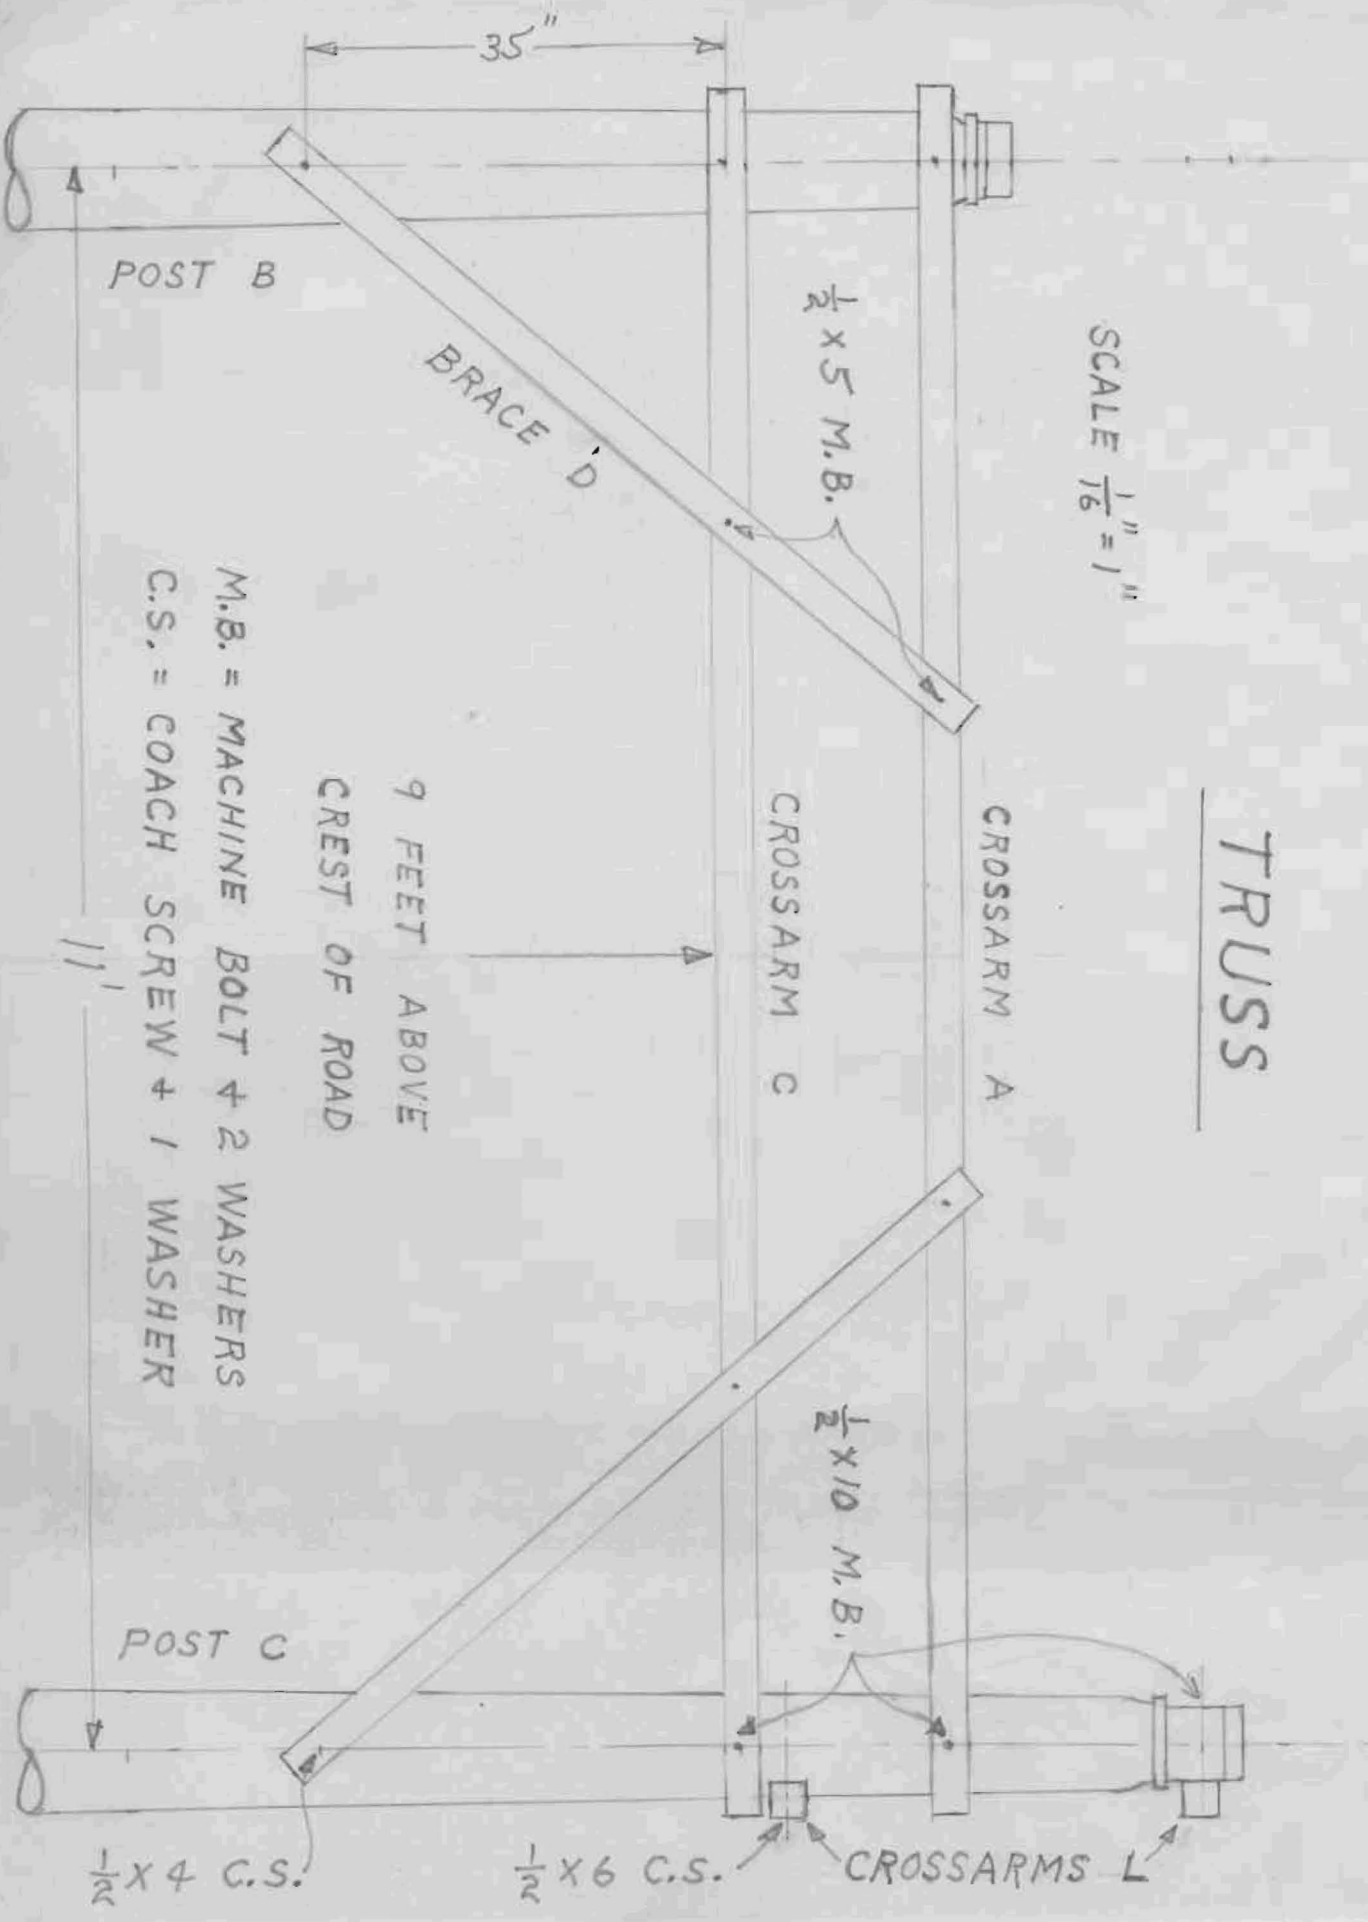 TRUSS
SCALE 1/16" = 1"
35"
POST B
BRACE D
1/2 X 5 M.B.
CROSSARM A
CROSSARM C
9 FEET ABOVE
CREST OF ROAD
M.B. = MACHINE BOLT + 2 WASHERS
C.S. = COACH SCREW + 1 WASHER
11'
1/2 X 10 M.B.
POST C
1/2 X 4 C.S.
1/2 X 6 C.S.
CROSSARMS L